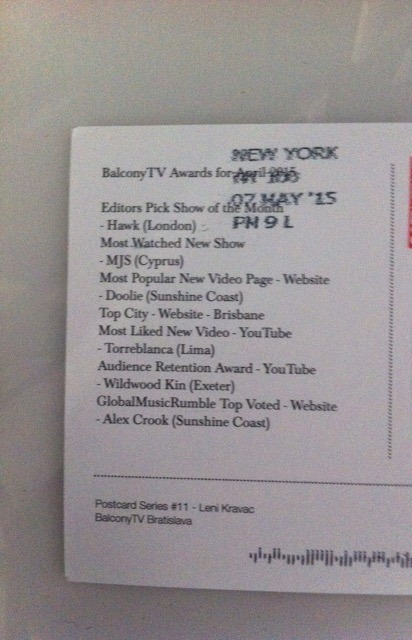 NEW YORK
NY 100
07 MAY '15
PM 9 L
BalconyTV Awards for April 2015
Editors Pick Show of the Month
- Hawk (London)
Most Watched New Show
- MJS (Cyprus)
Most Popular New Video Page - Website
- Doolie (Sunshine Coast)
Top City - Website - Brisbane
Most Liked New Video - YouTube
- Torreblanca (Lima)
Audience Retention Award - YouTube
- Wildwood Kin (Exeter)
GlobalMusicRumble Top Voted - Website
- Alex Crook (Sunshine Coast)
Postcard Series #11 - Leni Kravac
BalconyTV Bratislava